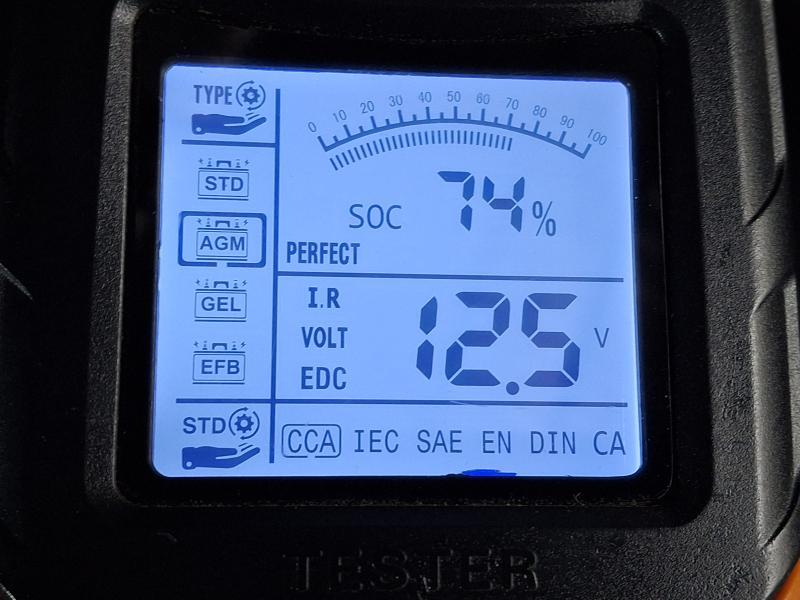 TYPE
0 10 20 30 40 50 60 70 80 90 100
STD
SOC 74%
AGM
PERFECT
GEL
I.R
VOLT
12.5 V
EFB
EDC
STD
CCA IEC SAE EN DIN CA
TESTER